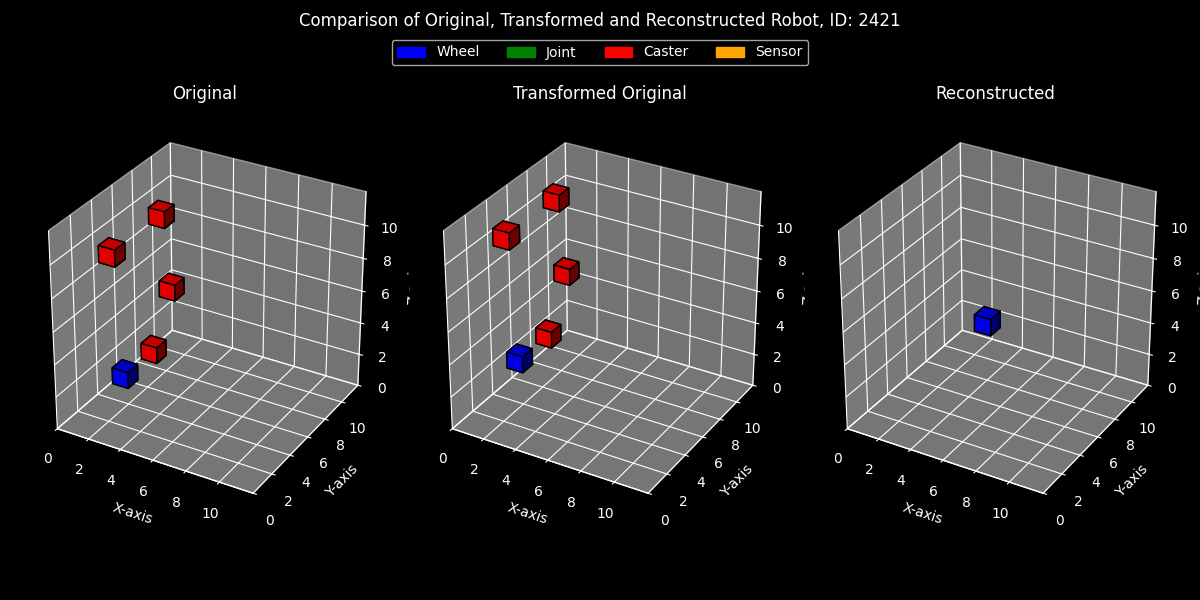 Comparison of Original, Transformed and Reconstructed Robot, ID: 2421
Wheel Joint Caster Sensor
Original Transformed Original Reconstructed
10 10 10
8 8 8
6 6 6
4 4 4
2 2 2
0 0 0
10 10 10
8 8 8
6 6 6
4 4 4
2 2 2
0 0 0
0 2 4 6 8 10 0 2 4 6 8 10 0 2 4 6 8 10
X-axis Y-axis X-axis Y-axis X-axis Y-axis